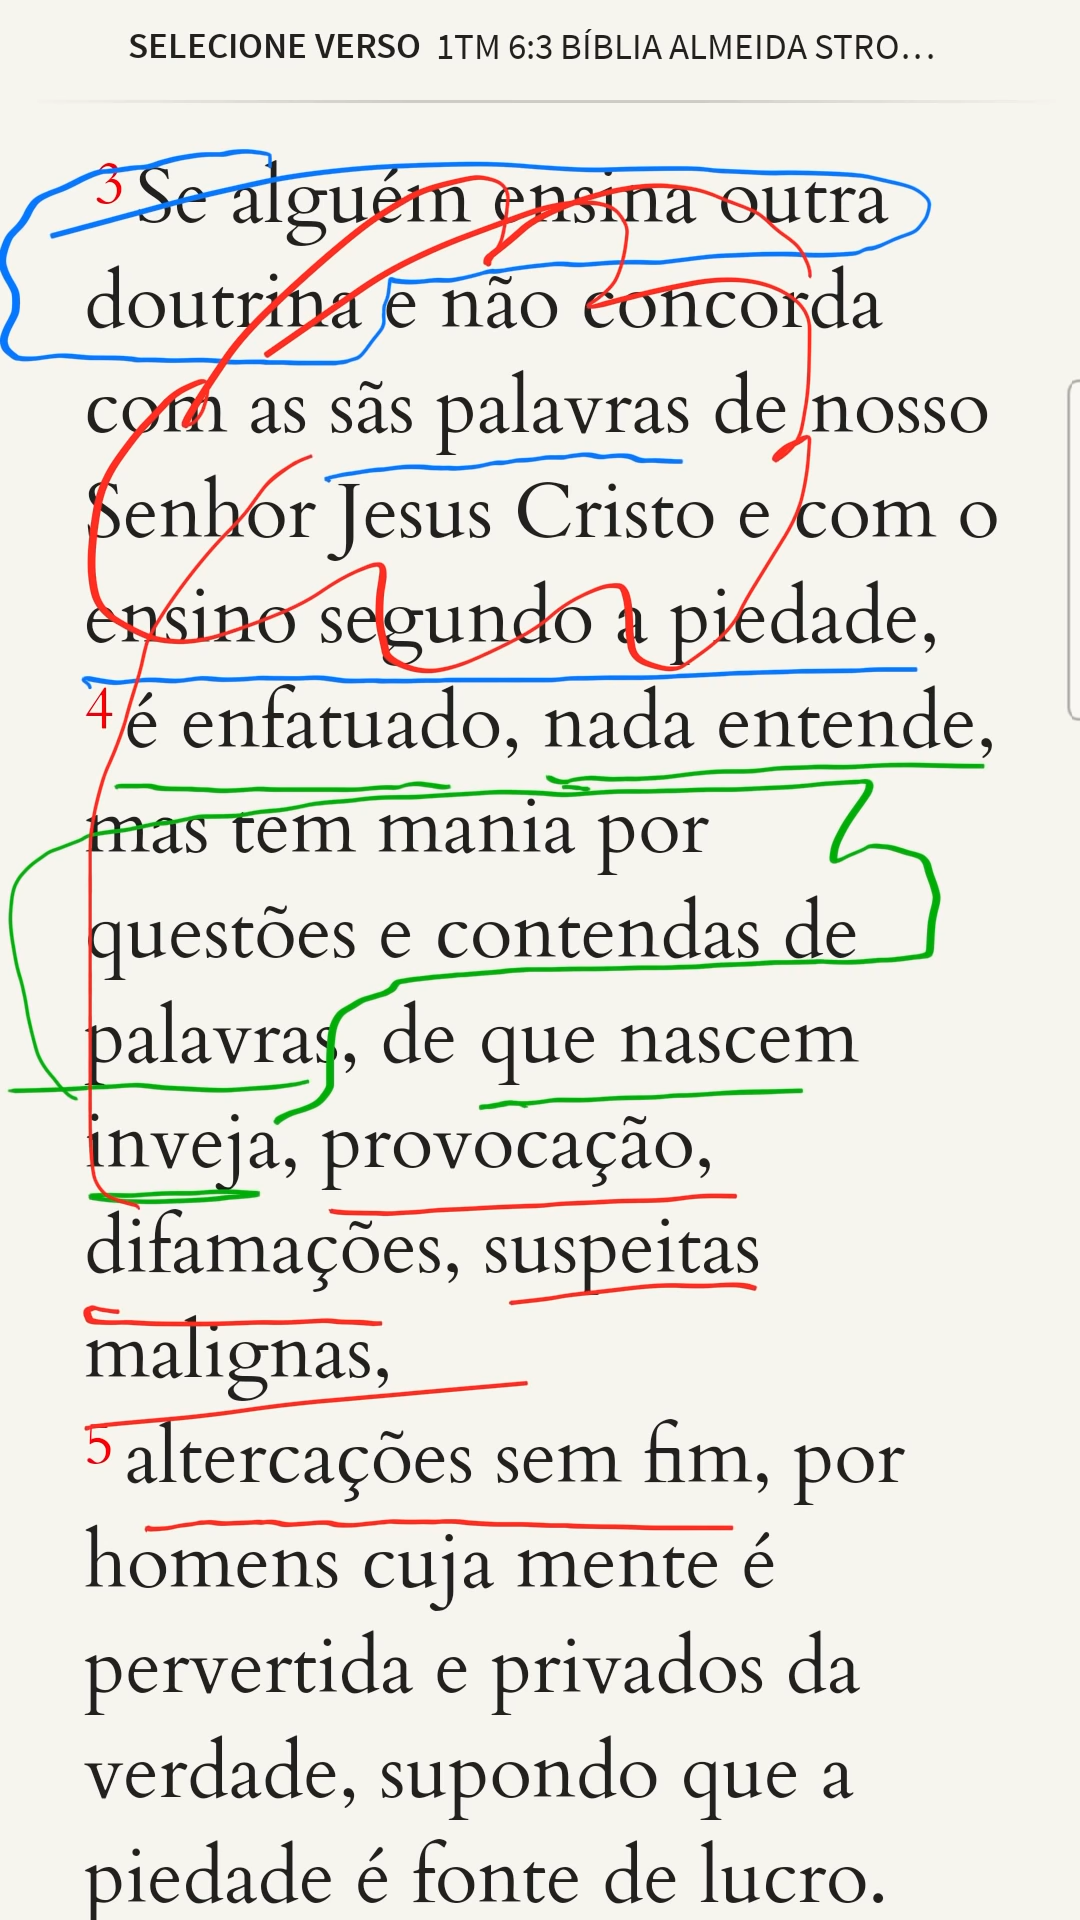 SELECIONE VERSO 1TM 6:3 BÍBLIA ALMEIDA STRO...
3 Se alguém ensina outra
doutrina e não concorda
com as sãs palavras de nosso
Senhor Jesus Cristo e com o
ensino segundo a piedade,
4 é enfatuado, nada entende,
mas tem mania por
questões e contendas de
palavras, de que nascem
inveja, provocação,
difamações, suspeitas
malignas,
5 altercações sem fim, por
homens cuja mente é
pervertida e privados da
verdade, supondo que a
piedade é fonte de lucro.